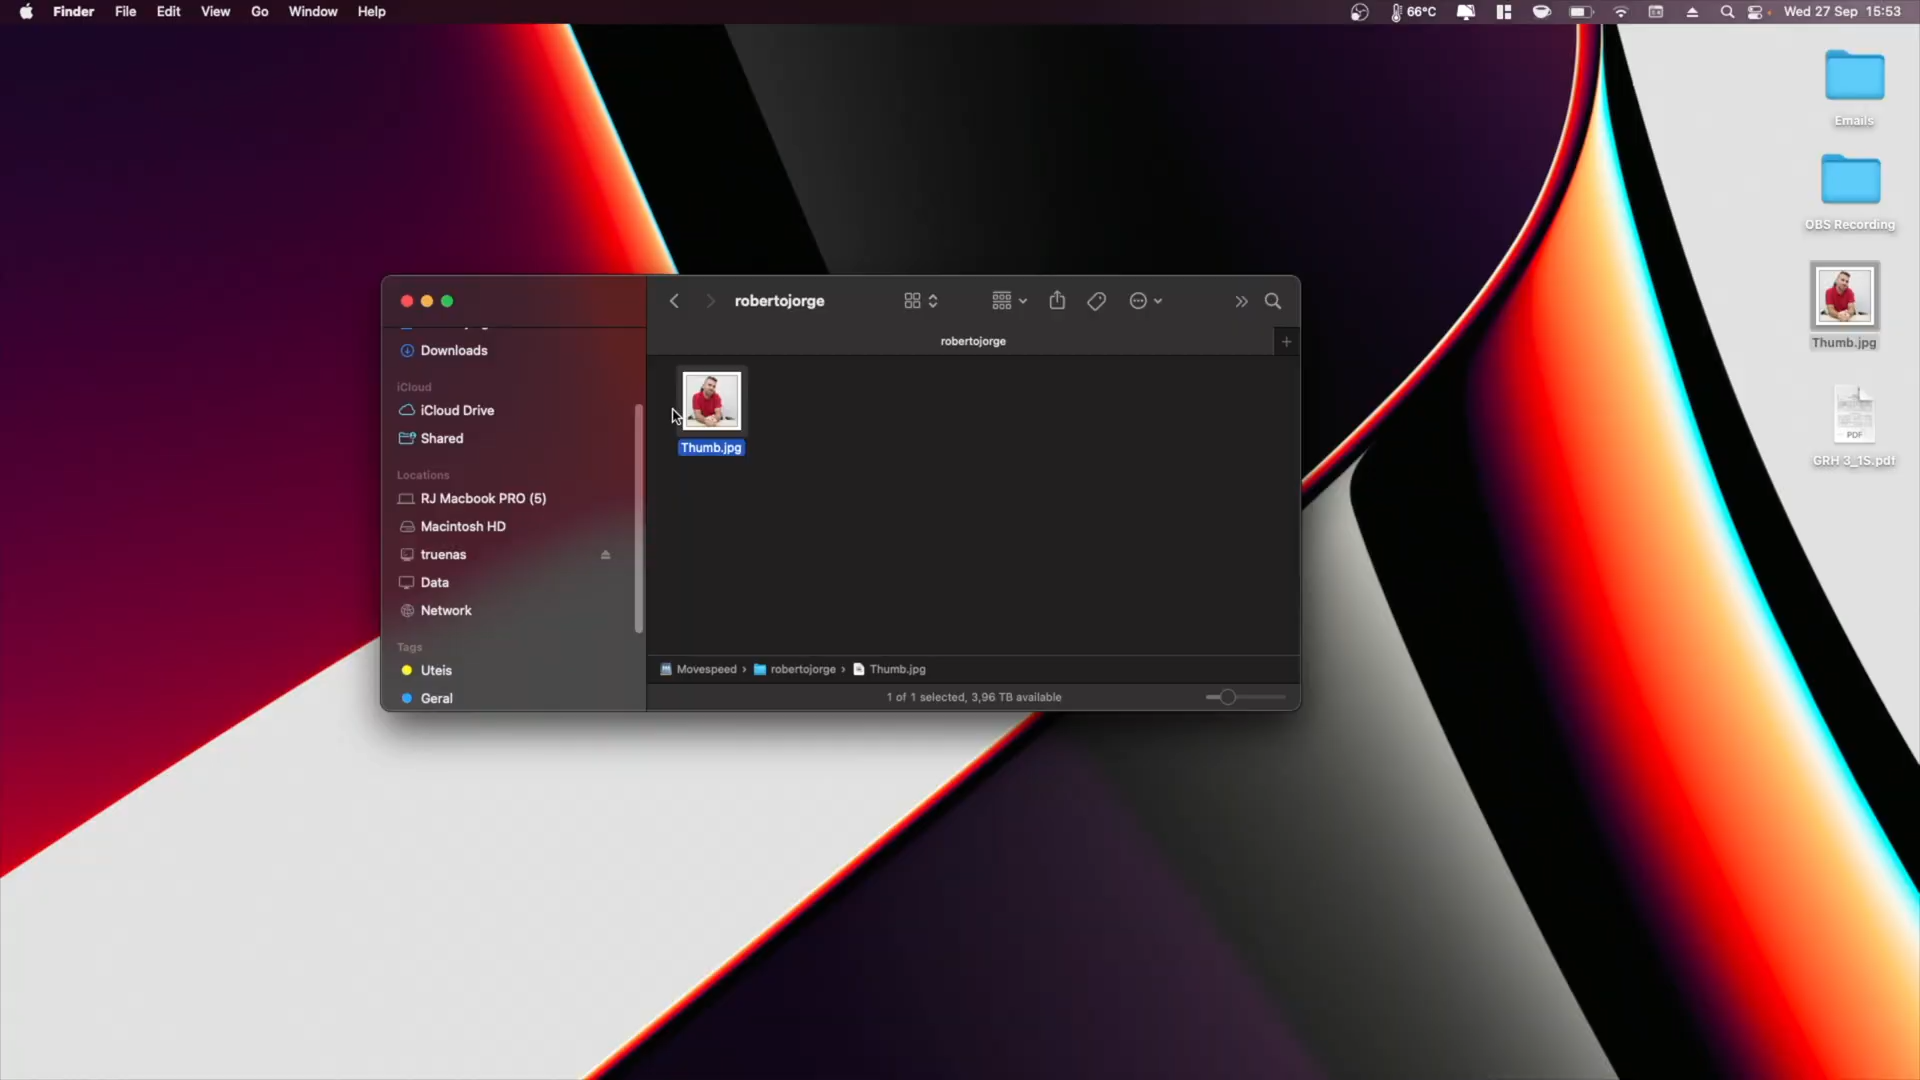 Finder File Edit View Go Window Help
66°C Wed 27 Sep 15:53
Emails
OBS Recording
Thumb.jpg
PDF
GRH 3_1S.pdf
robertojorge
robertojorge
Downloads
iCloud
iCloud Drive
Shared
Locations
RJ Macbook PRO (5)
Macintosh HD
truenas
Data
Network
Tags
Uteis
Geral
Thumb.jpg
Movespeed › robertojorge › Thumb.jpg
1 of 1 selected, 3,96 TB available